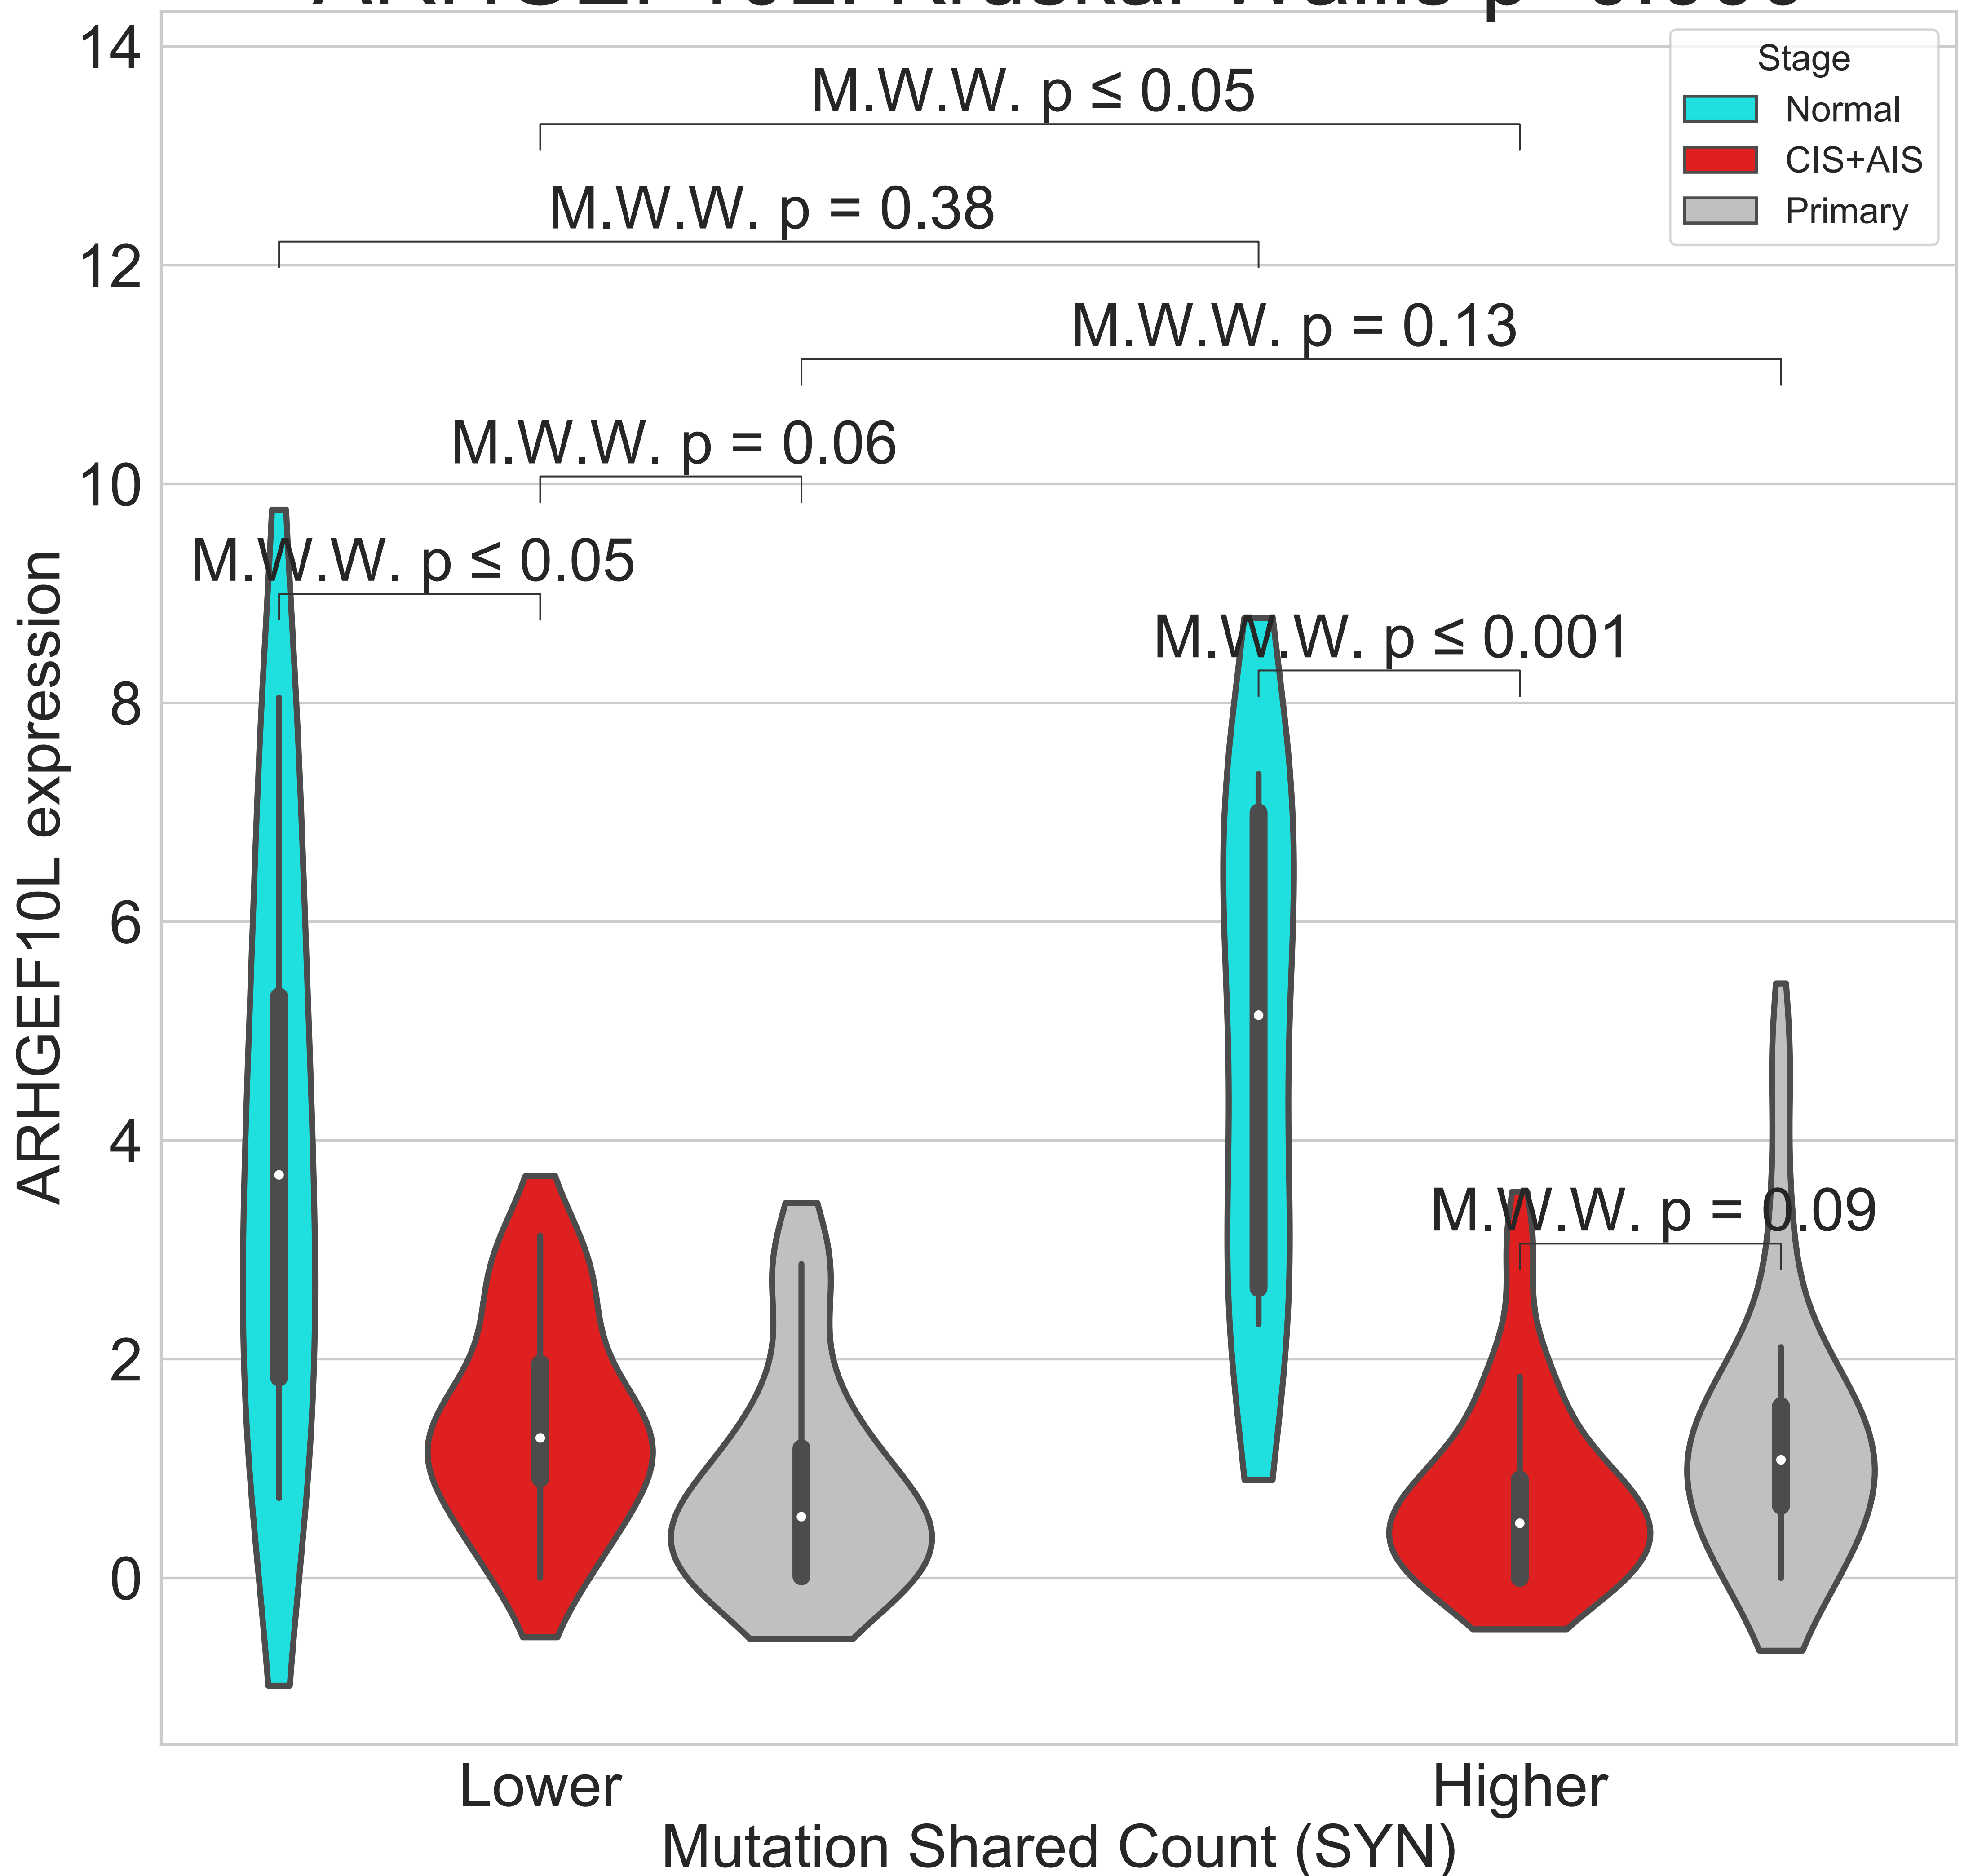 14
Stage
Normal
CIS+AIS
Primary
M.W.W. p ≤ 0.05
M.W.W. p = 0.38
12
M.W.W. p = 0.13
M.W.W. p = 0.06
10
M.W.W. p ≤ 0.05
M.W.W. p ≤ 0.001
8
6
4
M.W.W. p = 0.09
2
0
ARHGEF10L expression
Lower
Higher
Mutation Shared Count (SYN)